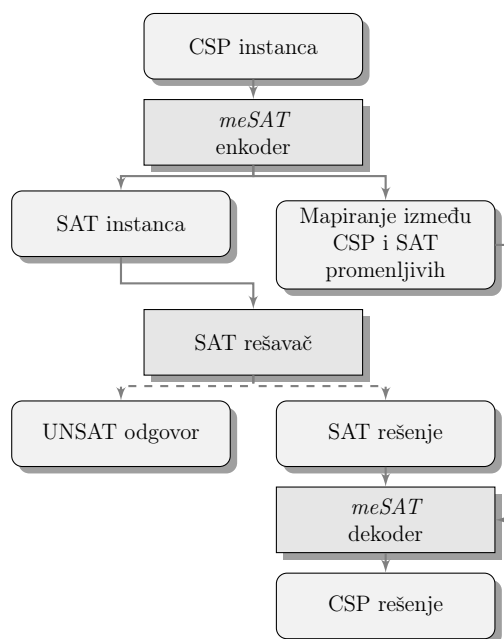 CSP instanca
meSAT
enkoder
SAT instanca
Mapiranje između
CSP i SAT
promenljivih
SAT rešavač
UNSAT odgovor
SAT rešenje
meSAT
dekoder
CSP rešenje